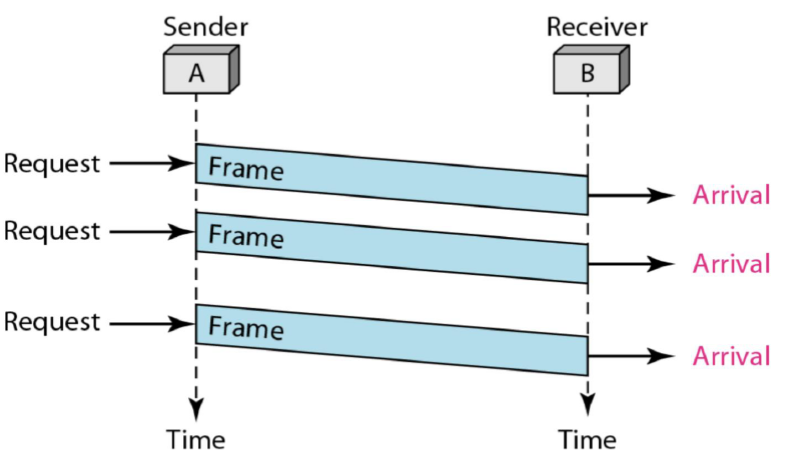 Sender Receiver
A B
Request Frame Arrival
Request Frame Arrival
Request Frame Arrival
Time Time